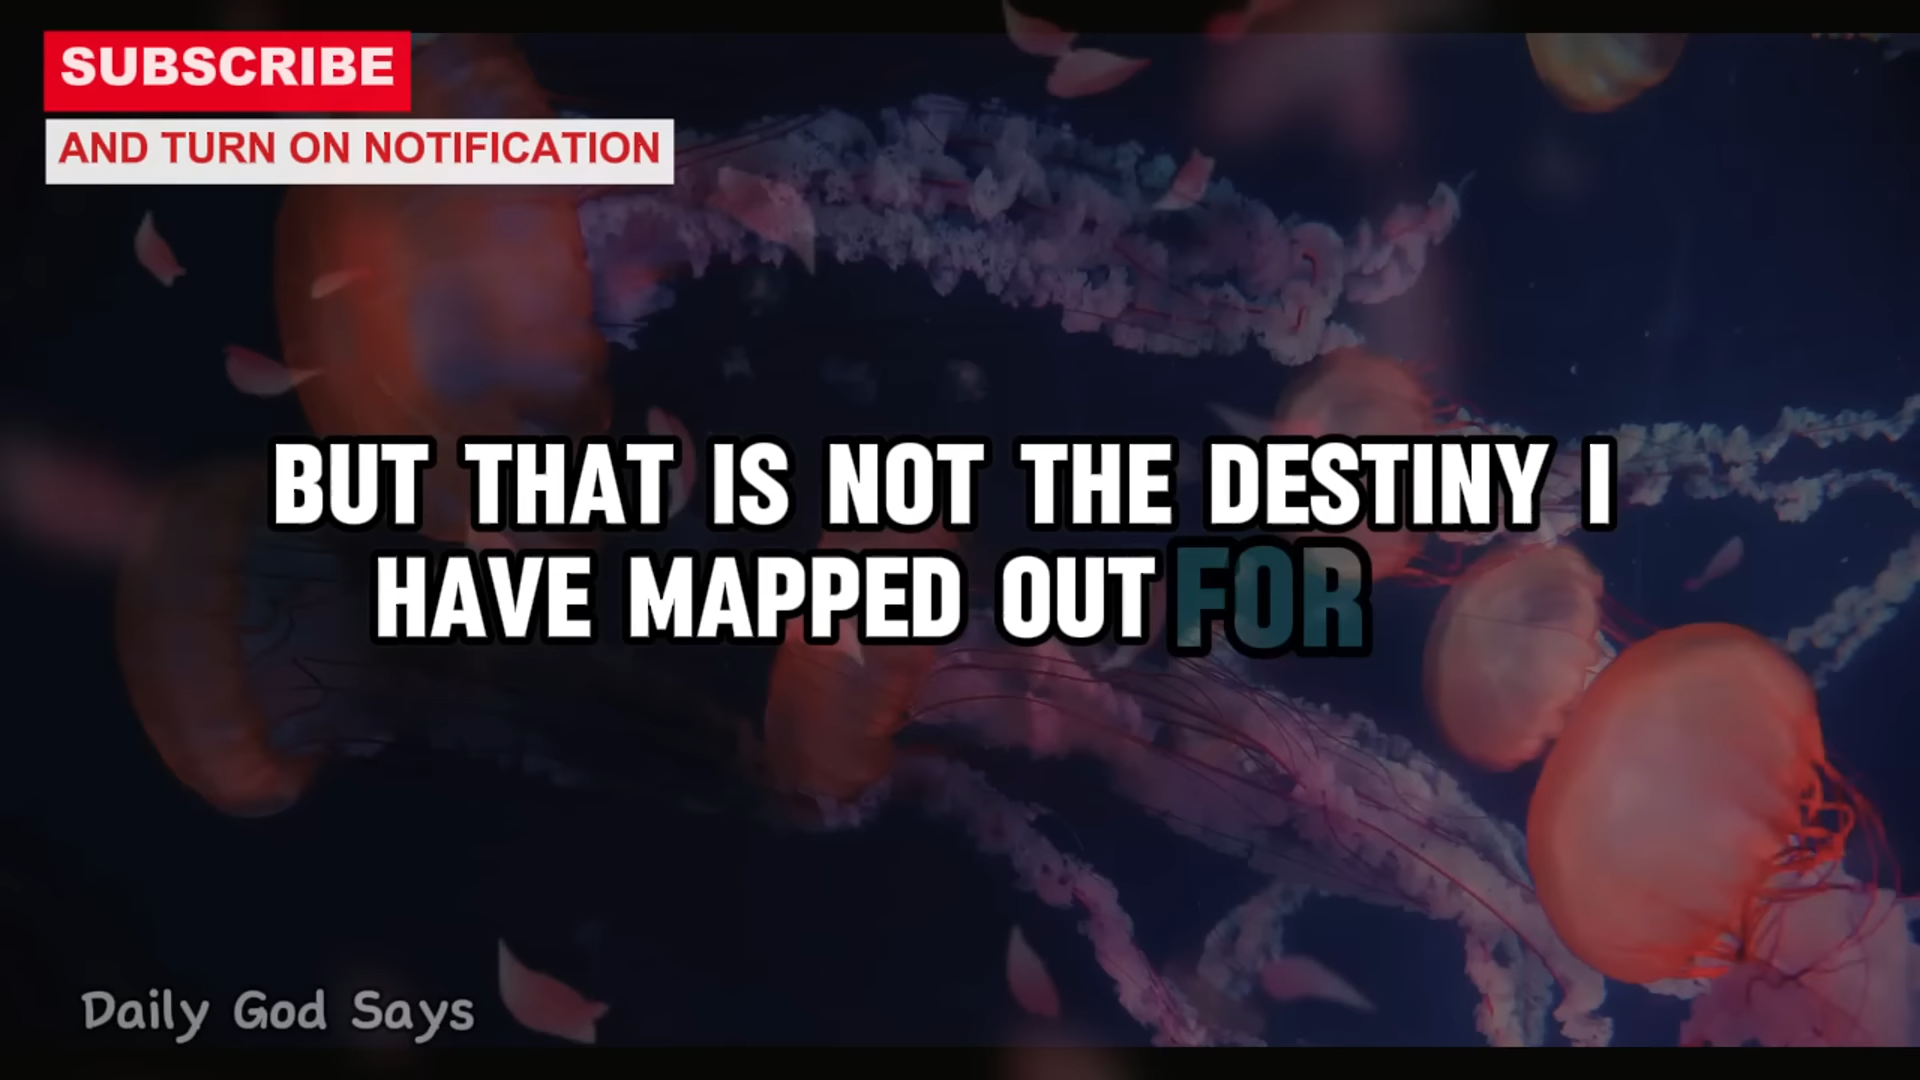 SUBSCRIBE
AND TURN ON NOTIFICATION
BUT THAT IS NOT THE DESTINY I
HAVE MAPPED OUT FOR
Daily God Says